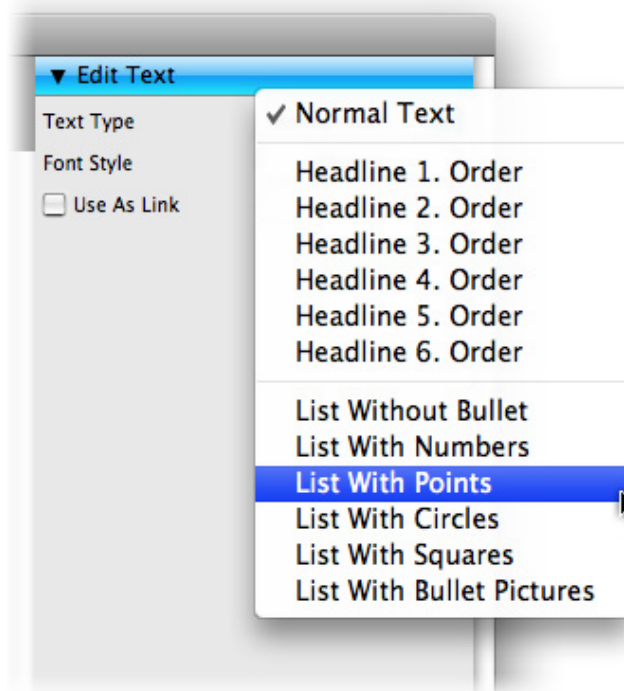 ▼ Edit Text
Text Type
Font Style
Use As Link
✓ Normal Text
Headline 1. Order
Headline 2. Order
Headline 3. Order
Headline 4. Order
Headline 5. Order
Headline 6. Order
List Without Bullet
List With Numbers
List With Points
List With Circles
List With Squares
List With Bullet Pictures